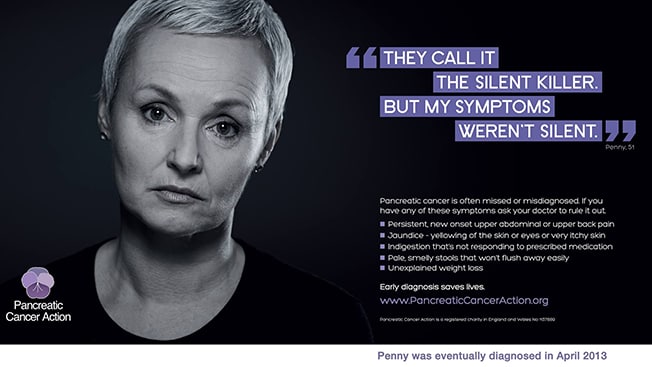 “ THEY CALL IT
THE SILENT KILLER.
BUT MY SYMPTOMS
WEREN'T SILENT. ”
Penny, 51
Pancreatic cancer is often missed or misdiagnosed. If you
have any of these symptoms ask your doctor to rule it out.
■ Persistent, new onset upper abdominal or upper back pain
■ Jaundice - yellowing of the skin or eyes or very itchy skin
■ Indigestion that's not responding to prescribed medication
■ Pale, smelly stools that won't flush away easily
■ Unexplained weight loss
Early diagnosis saves lives.
www.PancreaticCancerAction.org
Pancreatic Cancer Action is a registered charity in England and Wales No
Pancreatic
Cancer Action
Penny was eventually diagnosed in April 2013